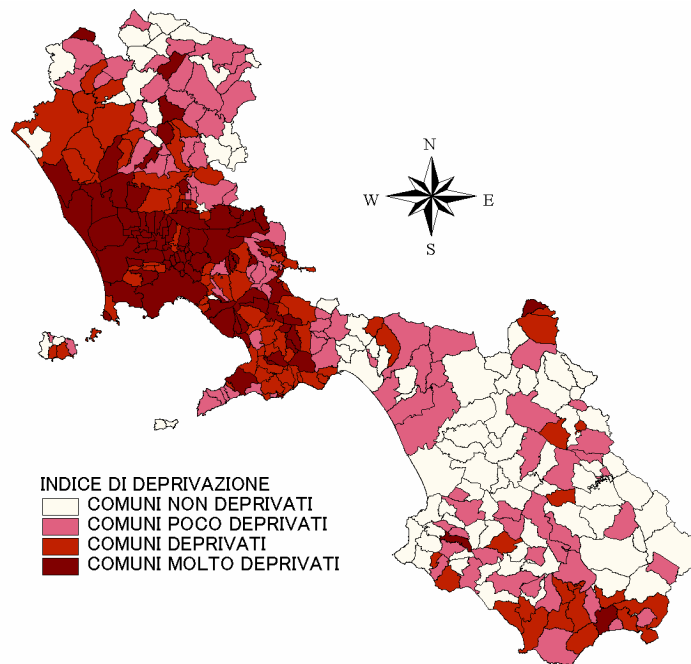 N
W E
S
INDICE DI DEPRIVAZIONE
COMUNI NON DEPRIVATI
COMUNI POCO DEPRIVATI
COMUNI DEPRIVATI
COMUNI MOLTO DEPRIVATI